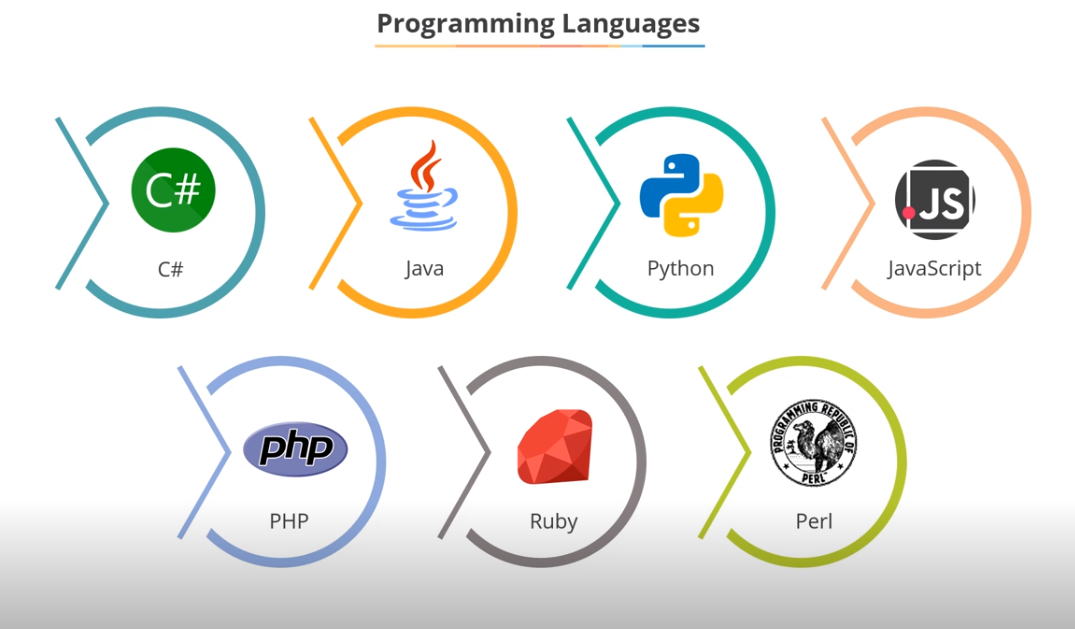 Programming Languages
C#
C#
Java
Python
.JS
JavaScript
php
PHP
Ruby
PROGRAMMING REPUBLIC OF
PERL
Perl